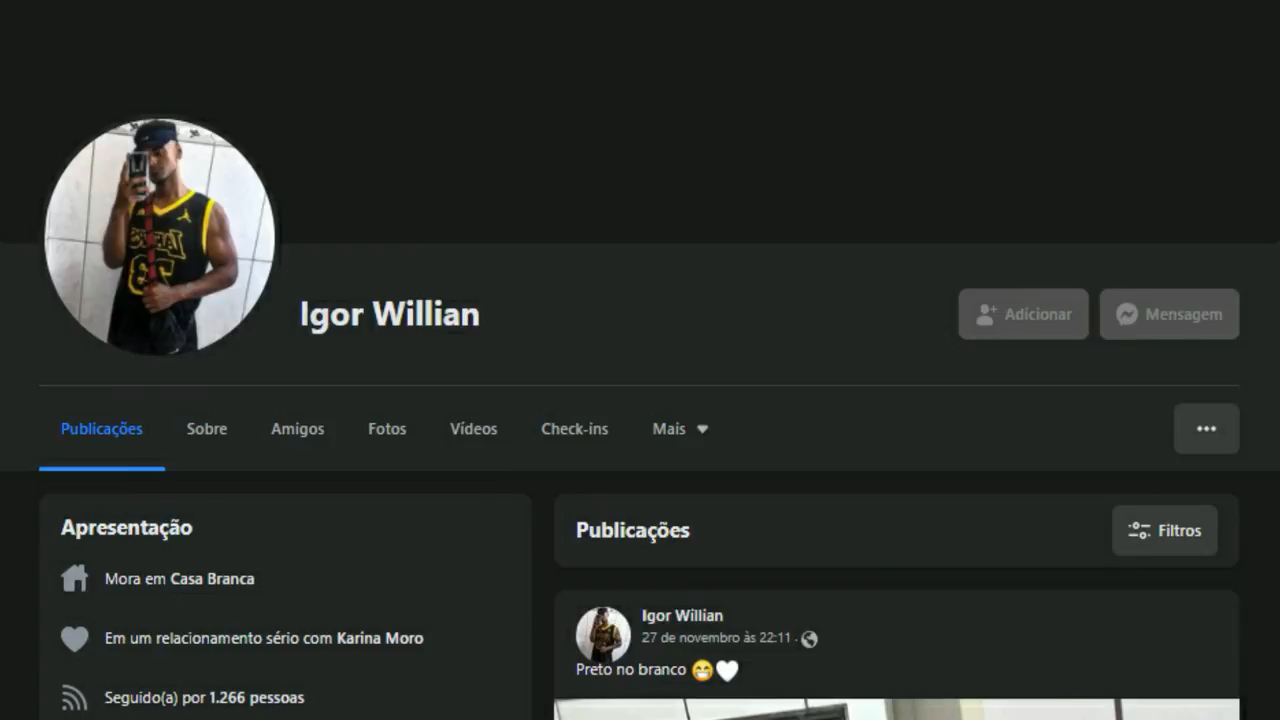 Igor Willian
Adicionar
Mensagem
Publicações
Sobre
Amigos
Fotos
Vídeos
Check-ins
Mais
Apresentação
Mora em Casa Branca
Em um relacionamento sério com Karina Moro
Seguido(a) por 1.266 pessoas
Publicações
Filtros
Igor Willian
27 de novembro às 22:11 ·
Preto no branco 😁🤍